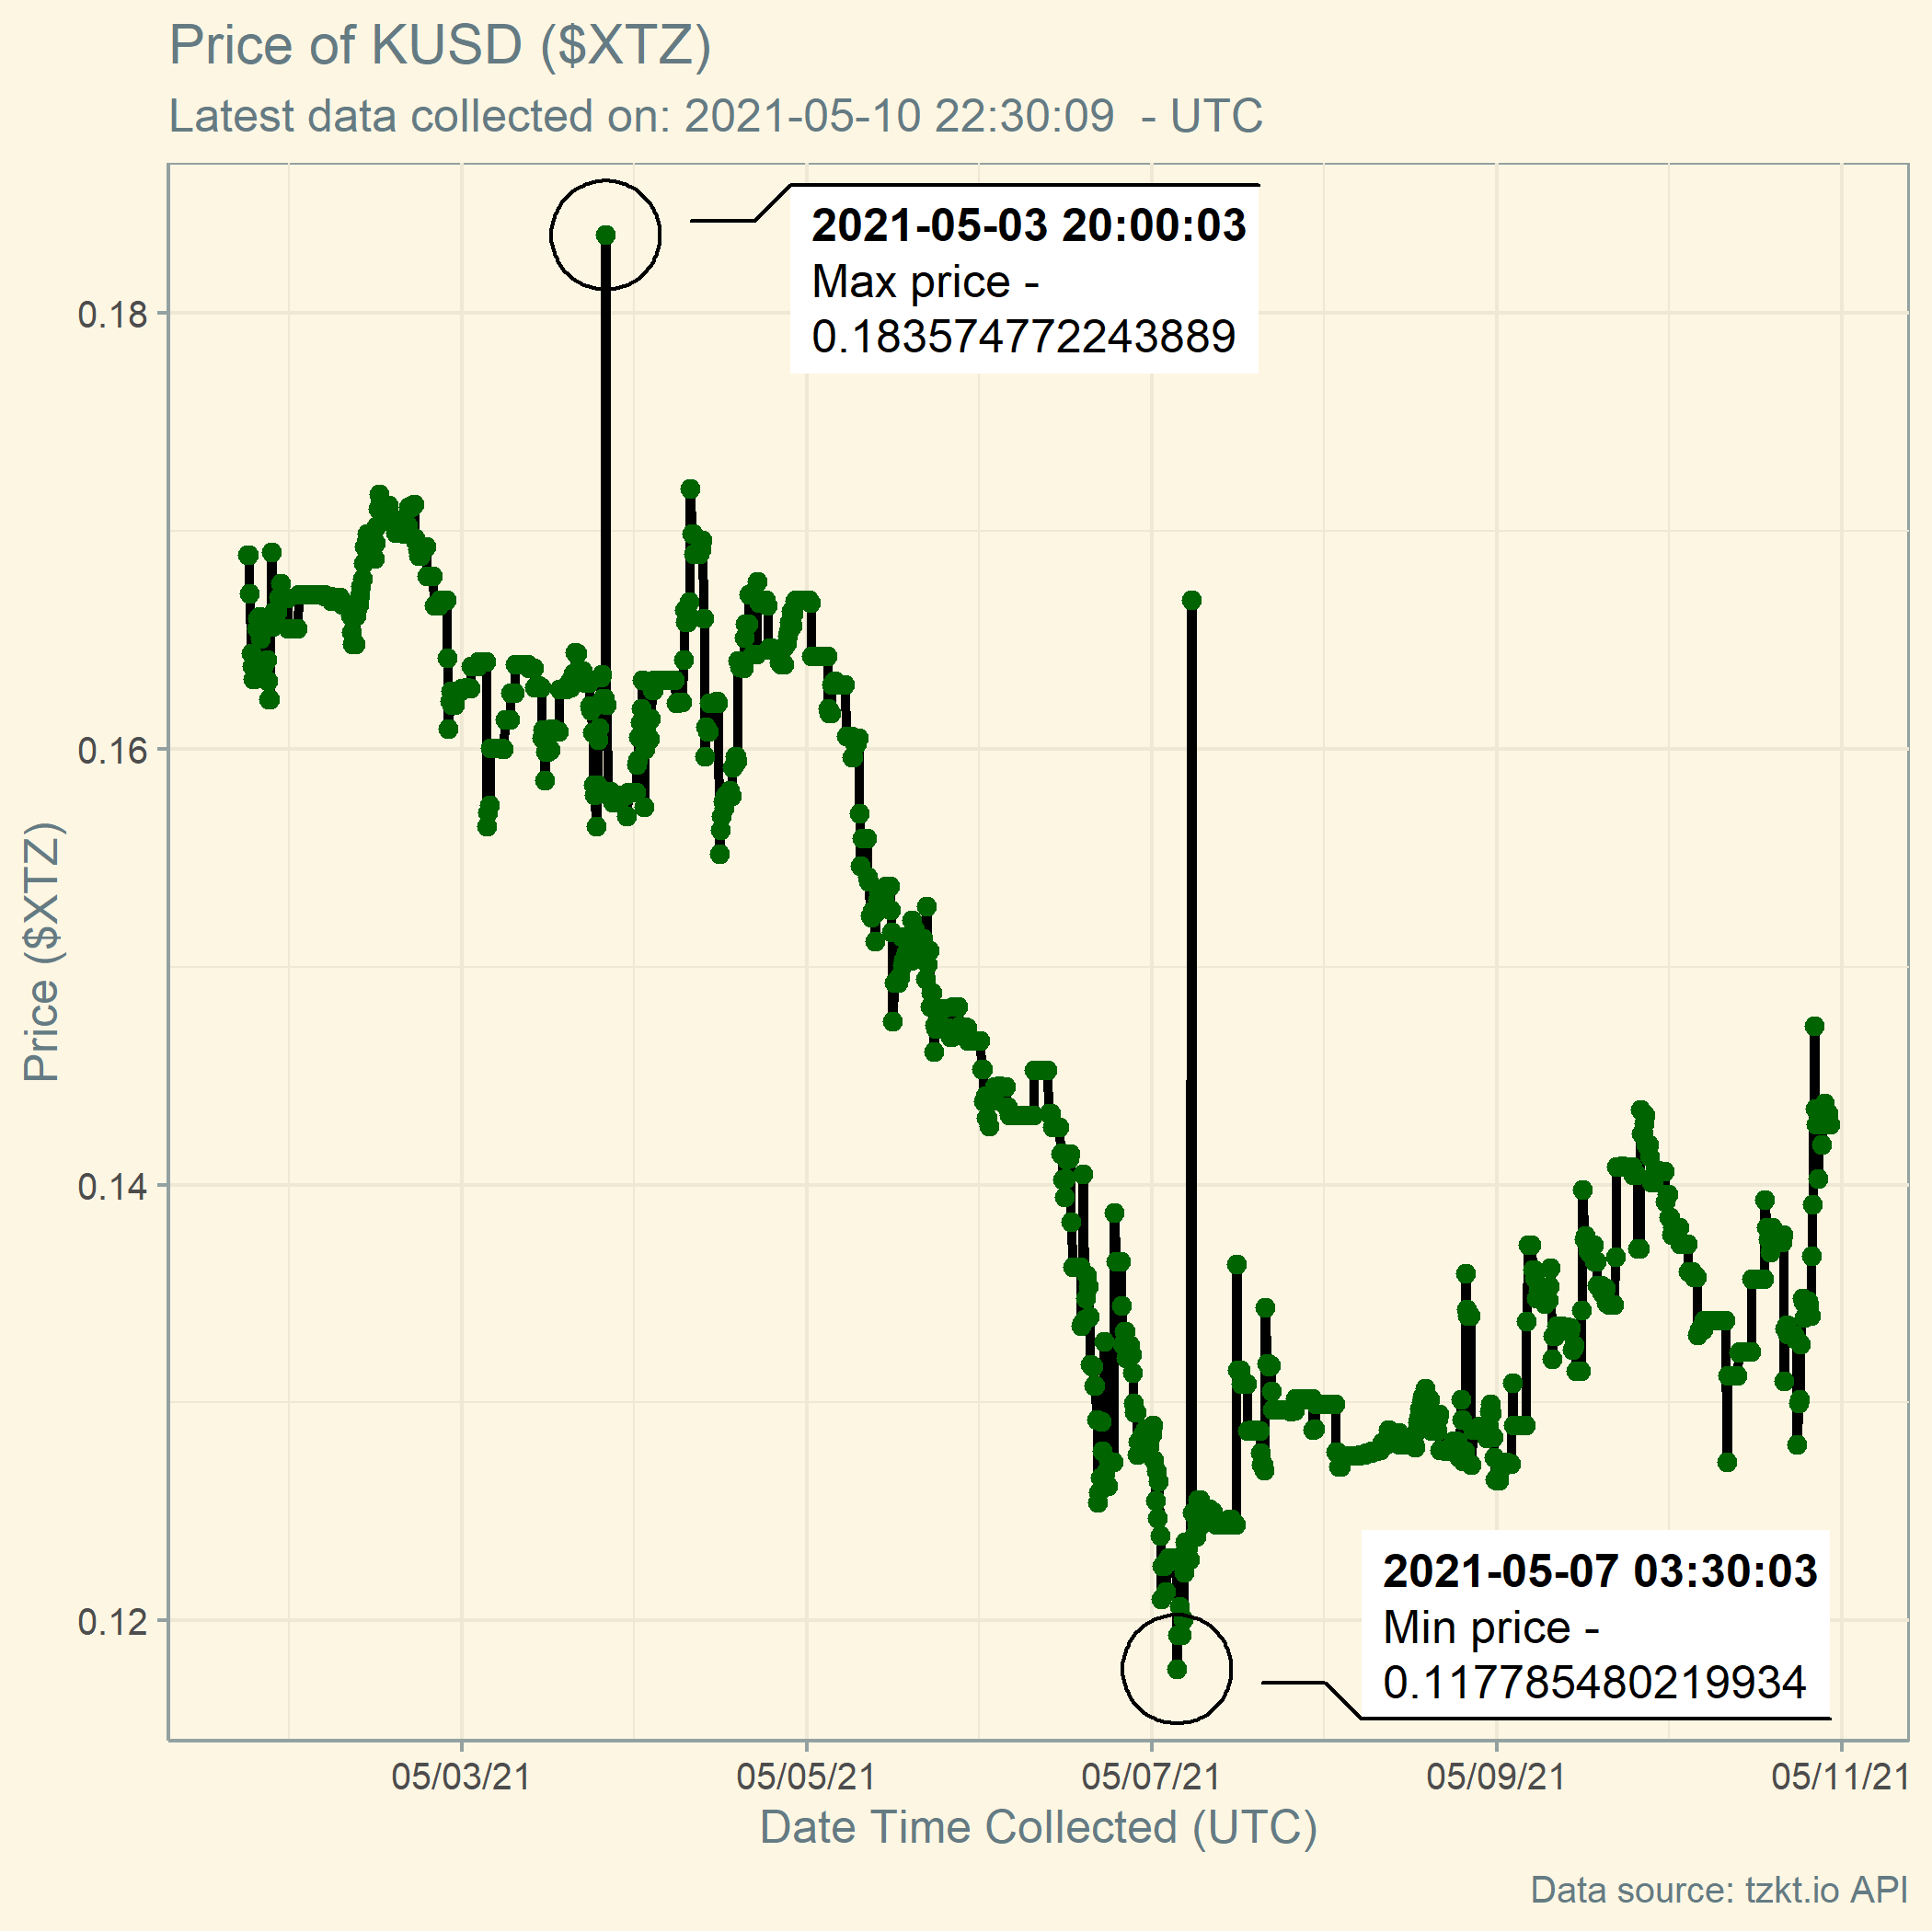 Price of KUSD ($XTZ)
Latest data collected on: 2021-05-10 22:30:09  - UTC
2021-05-03 20:00:03
Max price -
0.183574772243889
0.18
0.16
0.14
0.12
Price ($XTZ)
2021-05-07 03:30:03
Min price -
0.117785480219934
05/03/21
05/05/21
05/07/21
05/09/21
05/11/21
Date Time Collected (UTC)
Data source: tzkt.io API